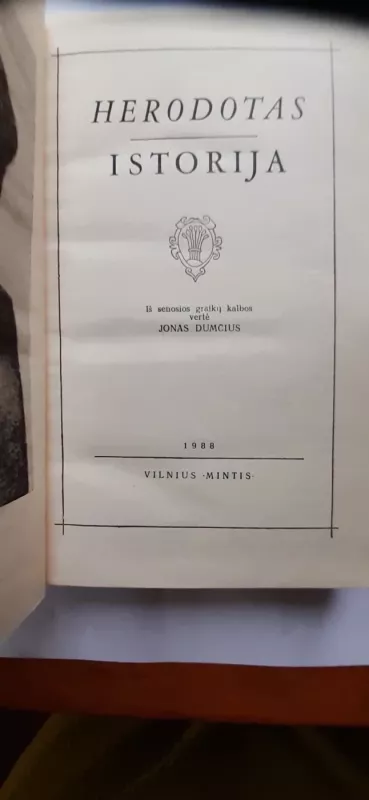 HERODOTAS
ISTORIJA
Iš senosios graikų kalbos
vertė
JONAS DUMČIUS
1988
VILNIUS «MINTIS»